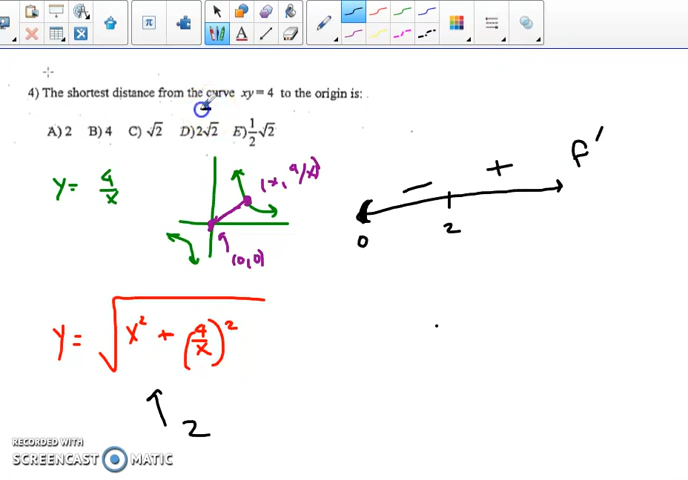 4) The shortest distance from the curve xy = 4 to the origin is:
A) 2 B) 4 C) √2 D) 2√2 E) 1/2 √2
y = 4/x
(x, 4/x)
(0,0)
f'
− +
0 2
y = √(x² + (4/x)²)
2
RECORDED WITH
SCREENCAST O MATIC